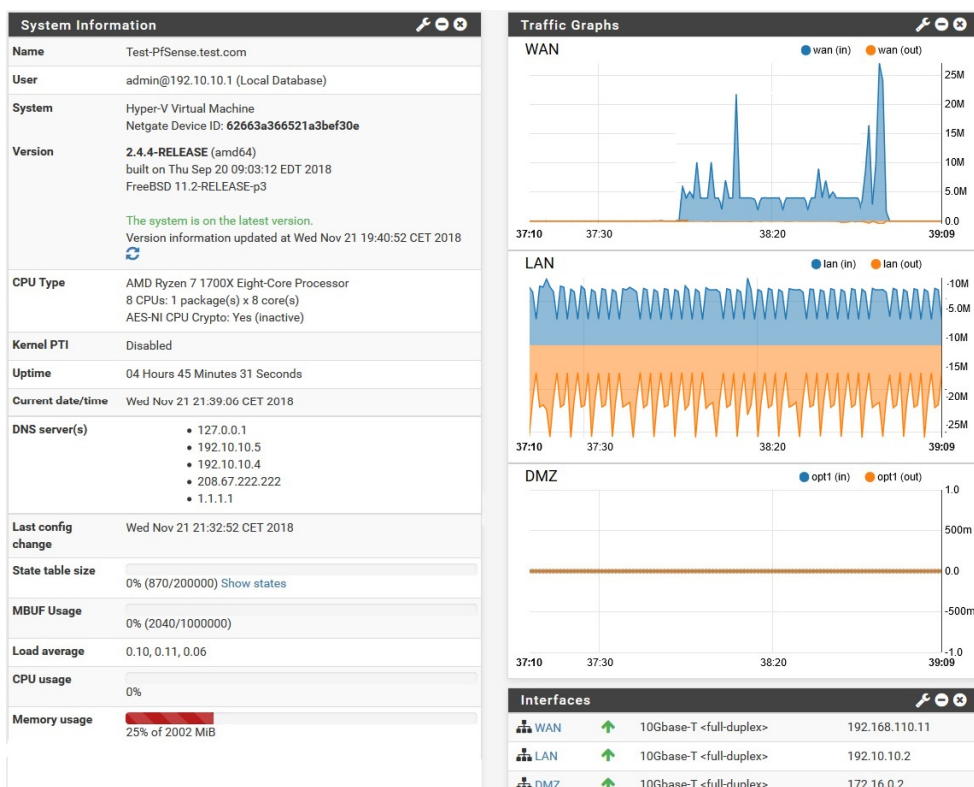 System Information
Name Test-PfSense.test.com
User admin@192.10.10.1 (Local Database)
System Hyper-V Virtual Machine
Netgate Device ID: 62663a366521a3bef30e
Version 2.4.4-RELEASE (amd64)
built on Thu Sep 20 09:03:12 EDT 2018
FreeBSD 11.2-RELEASE-p3
The system is on the latest version.
Version information updated at Wed Nov 21 19:40:52 CET 2018
CPU Type AMD Ryzen 7 1700X Eight-Core Processor
8 CPUs: 1 package(s) x 8 core(s)
AES-NI CPU Crypto: Yes (inactive)
Kernel PTI Disabled
Uptime 04 Hours 45 Minutes 31 Seconds
Current date/time Wed Nov 21 21:39:06 CET 2018
DNS server(s) • 127.0.0.1
• 192.10.10.5
• 192.10.10.4
• 208.67.222.222
• 1.1.1.1
Last config change Wed Nov 21 21:32:52 CET 2018
State table size
0% (870/200000) Show states
MBUF Usage
0% (2040/1000000)
Load average 0.10, 0.11, 0.06
CPU usage
0%
Memory usage
25% of 2002 MiB
Traffic Graphs
WAN wan (in) wan (out)
25M
20M
15M
10M
5.0M
0.0
37:10 37:30 38:20 39:09
LAN lan (in) lan (out)
-10M
-5.0M
-10M
-15M
-20M
-25M
37:10 37:30 38:20 39:09
DMZ opt1 (in) opt1 (out)
1.0
500m
0.0
-500m
-1.0
37:10 37:30 38:20 39:09
Interfaces
WAN 10Gbase-T <full-duplex> 192.168.110.11
LAN 10Gbase-T <full-duplex> 192.10.10.2
DMZ 10Gbase-T <full-duplex> 172.16.0.2